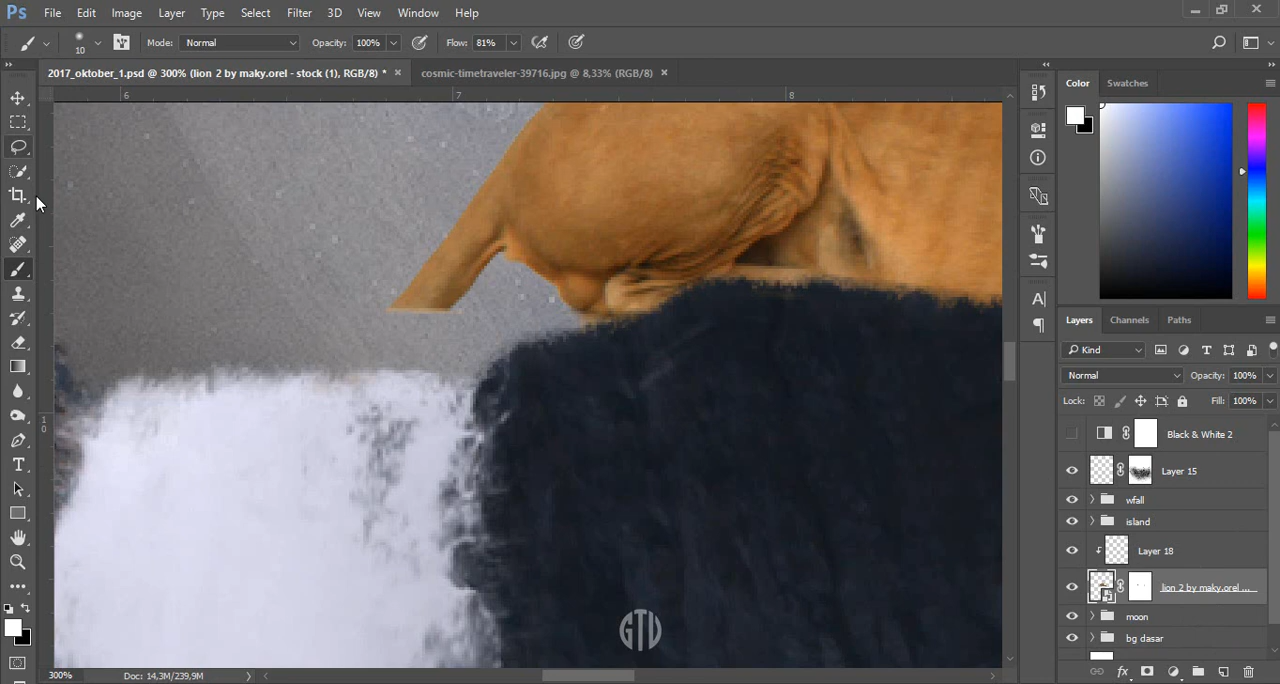 Ps File Edit Image Layer Type Select Filter 3D View Window Help
10 Mode: Normal Opacity: 100% Flow: 81%
2017_oktober_1.psd @ 300% (lion 2 by maky.orel - stock (1), RGB/8) * × cosmic-timetraveler-39716.jpg @ 8,33% (RGB/8) ×
Color Swatches
6 7 8
Layers Channels Paths
Kind
Normal Opacity: 100%
Lock: Fill: 100%
1
0
Black & White 2
Layer 15
wfall
island
Layer 18
lion 2 by maky.orel ...
moon
bg dasar
GTV
300% Doc: 14,3M/239,9M